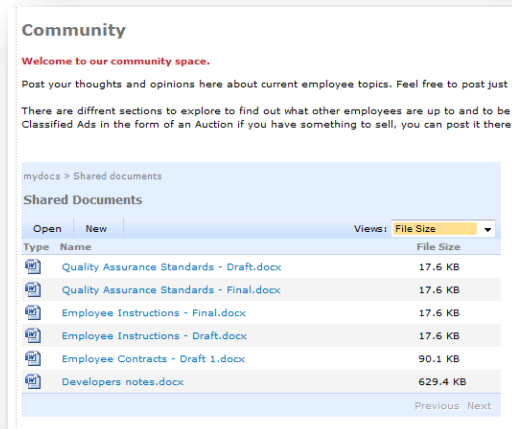 Community
Welcome to our community space.
Post your thoughts and opinions here about current employee topics. Feel free to post just
There are diffrent sections to explore to find out what other employees are up to and to be
Classified Ads in the form of an Auction if you have something to sell, you can post it there
mydocs > Shared documents
Shared Documents
Open New Views: File Size
Type Name File Size
Quality Assurance Standards - Draft.docx 17.6 KB
Quality Assurance Standards - Final.docx 17.6 KB
Employee Instructions - Final.docx 17.6 KB
Employee Instructions - Draft.docx 17.6 KB
Employee Contracts - Draft 1.docx 90.1 KB
Developers notes.docx 629.4 KB
Previous Next